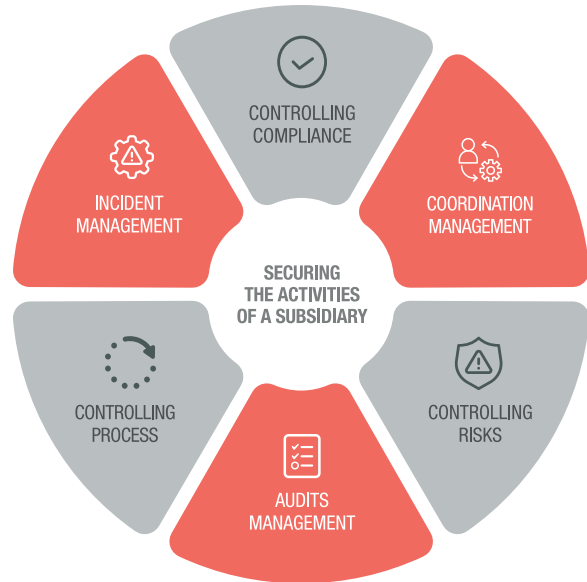 CONTROLLING
COMPLIANCE
COORDINATION
MANAGEMENT
CONTROLLING
RISKS
AUDITS
MANAGEMENT
CONTROLLING
PROCESS
INCIDENT
MANAGEMENT
SECURING
THE ACTIVITIES
OF A SUBSIDIARY